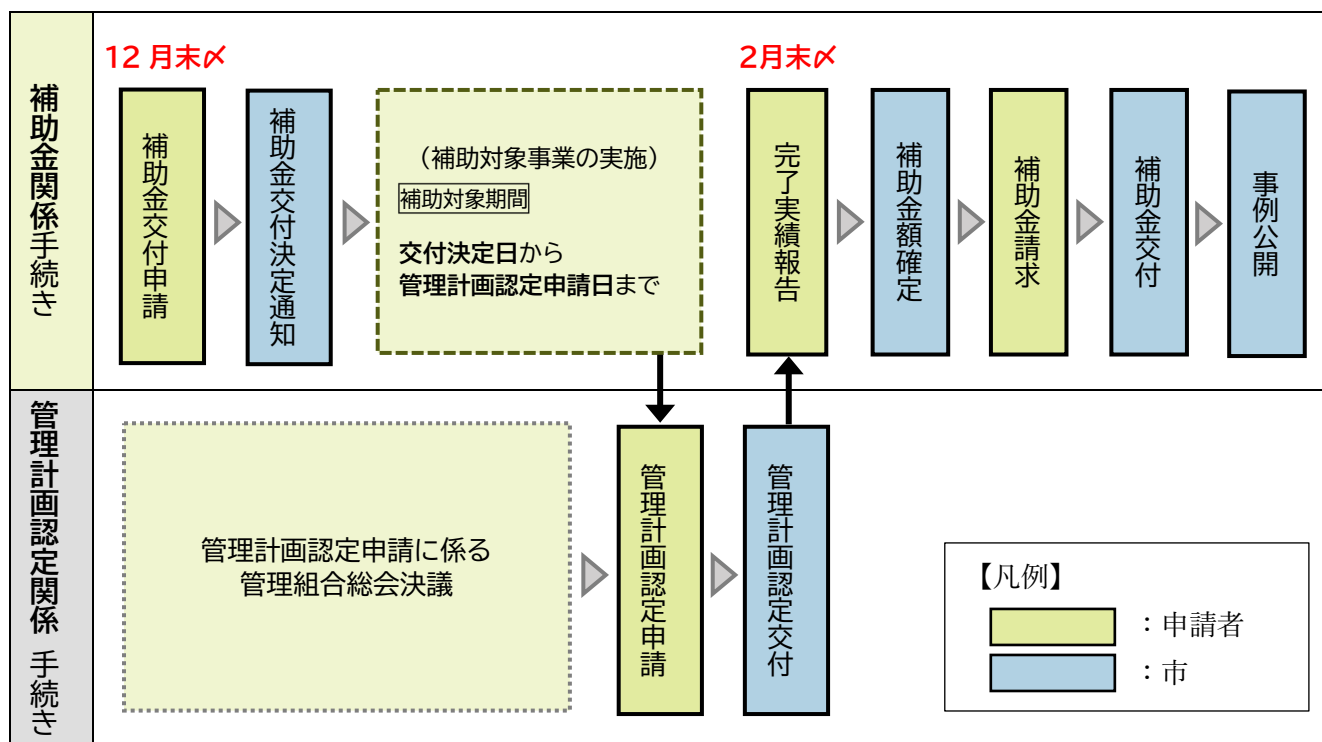 補助金関係手続き
12 月末〆
補助金交付申請
補助金交付決定通知
（補助対象事業の実施）
補助対象期間
交付決定日から
管理計画認定申請日まで
2月末〆
完了実績報告
補助金額確定
補助金請求
補助金交付
事例公開
管理計画認定関係 手続き
管理計画認定申請に係る
管理組合総会決議
管理計画認定申請
管理計画認定交付
【凡例】
：申請者
：市